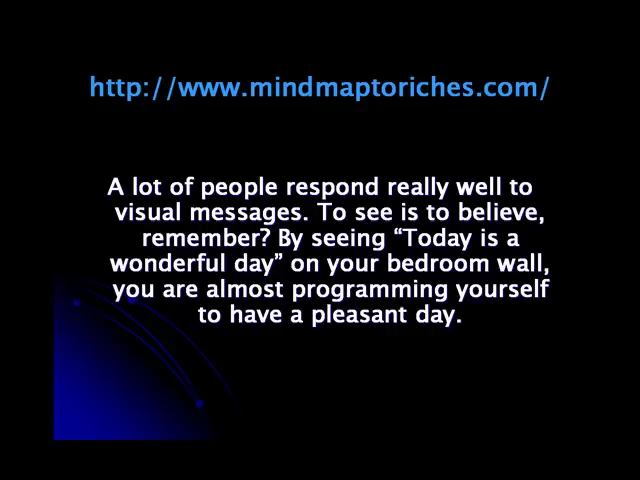 http://www.mindmaptoriches.com/
A lot of people respond really well to
visual messages. To see is to believe,
remember? By seeing “Today is a
wonderful day” on your bedroom wall,
you are almost programming yourself
to have a pleasant day.